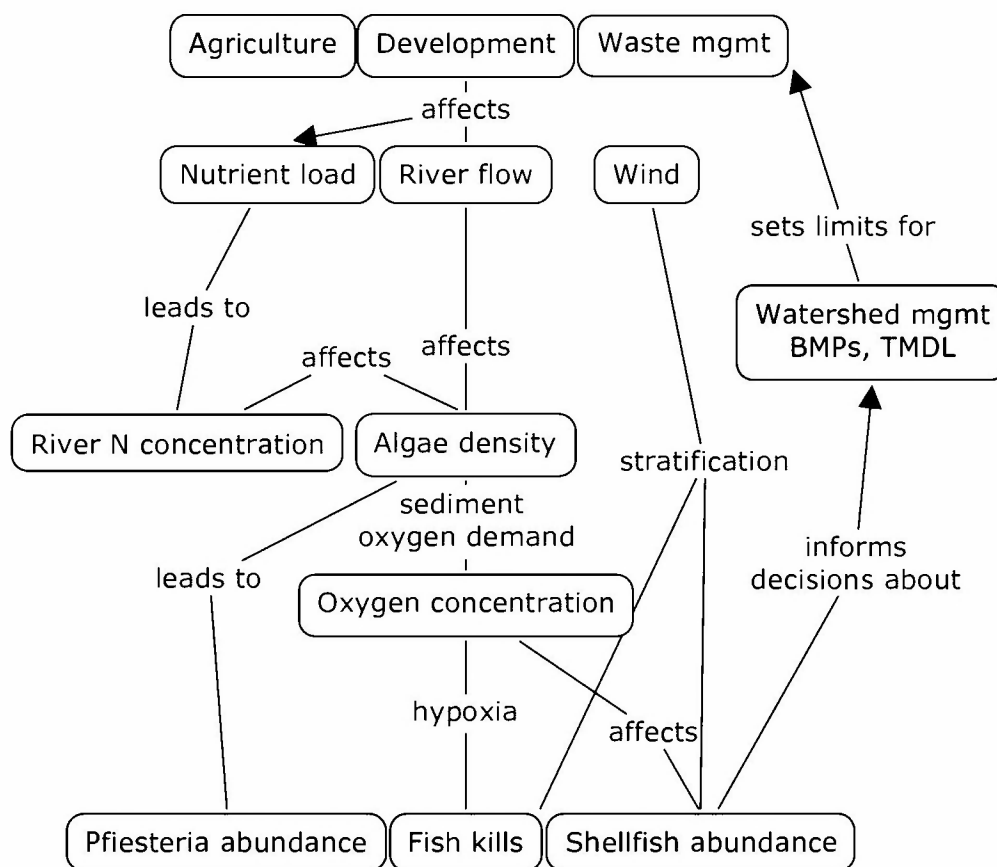 Agriculture
Development
Waste mgmt
affects
Nutrient load
River flow
Wind
sets limits for
leads to
Watershed mgmt
BMPs, TMDL
affects
affects
River N concentration
Algae density
stratification
sediment
oxygen demand
leads to
informs
decisions about
Oxygen concentration
hypoxia
affects
Pfiesteria abundance
Fish kills
Shellfish abundance